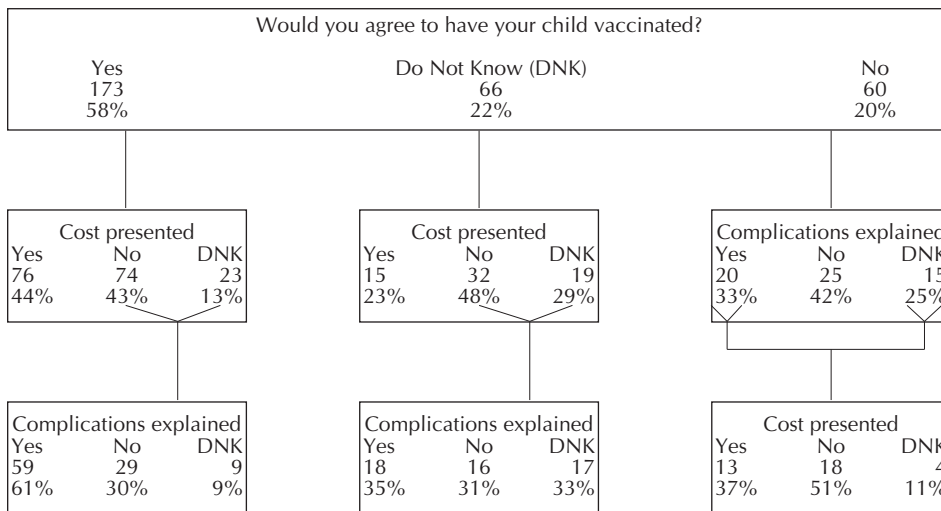 Would you agree to have your child vaccinated?
Yes Do Not Know (DNK) No
173 66 60
58% 22% 20%
Cost presented Cost presented Complications explained
Yes No DNK Yes No DNK Yes No DNK
76 74 23 15 32 19 20 25 15
44% 43% 13% 23% 48% 29% 33% 42% 25%
Complications explained Complications explained Cost presented
Yes No DNK Yes No DNK Yes No DNK
59 29 9 18 16 17 13 18 4
61% 30% 9% 35% 31% 33% 37% 51% 11%